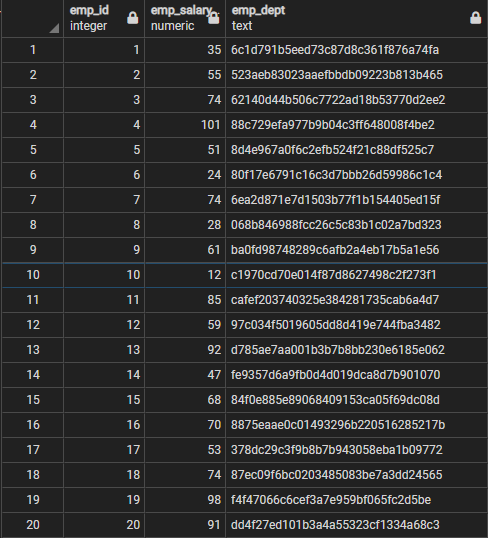 emp_id emp_salary emp_dept
integer numeric text
1 1 35 6c1d791b5eed73c87d8c361f876a74fa
2 2 55 523aeb83023aaefbbdb09223b813b465
3 3 74 62140d44b506c7722ad18b53770d2ee2
4 4 101 88c729efa977b9b04c3ff648008f4be2
5 5 51 8d4e967a0f6c2efb524f21c88df525c7
6 6 24 80f17e6791c16c3d7bbb26d59986c1c4
7 7 74 6ea2d871e7d1503b77f1b154405ed15f
8 8 28 068b846988fcc26c5c83b1c02a7bd323
9 9 61 ba0fd98748289c6afb2a4eb17b5a1e56
10 10 12 c1970cd70e014f87d8627498c2f273f1
11 11 85 cafef203740325e384281735cab6a4d7
12 12 59 97c034f5019605dd8d419e744fba3482
13 13 92 d785ae7aa001b3b7b8bb230e6185e062
14 14 47 fe9357d6a9fb0d4d019dca8d7b901070
15 15 68 84f0e885e89068409153ca05f69dc08d
16 16 70 8875eaae0c01493296b220516285217b
17 17 53 378dc29c3f9b8b7b943058eba1b09772
18 18 74 87ec09f6bc0203485083be7a3dd24565
19 19 98 f4f47066c6cef3a7e959bf065fc2d5be
20 20 91 dd4f27ed101b3a4a55323cf1334a68c3